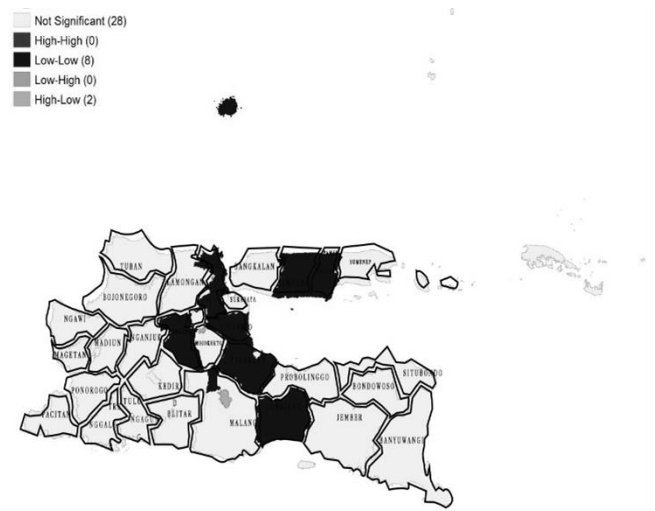 Not Significant (28)
High-High (0)
Low-Low (8)
Low-High (0)
High-Low (2)
TUBAN
BANGKALAN
SUMENEP
LAMONGAN
BOJONEGORO
SURABAYA
NGAWI
MADIUN
NGANJUK
MOJOKERTO
MAGETAN
PROBOLINGGO
SITUBONDO
PONOROGO
KEDIRI
BONDOWOSO
PACITAN
BLITAR
MALANG
JEMBER
BANYUWANGI